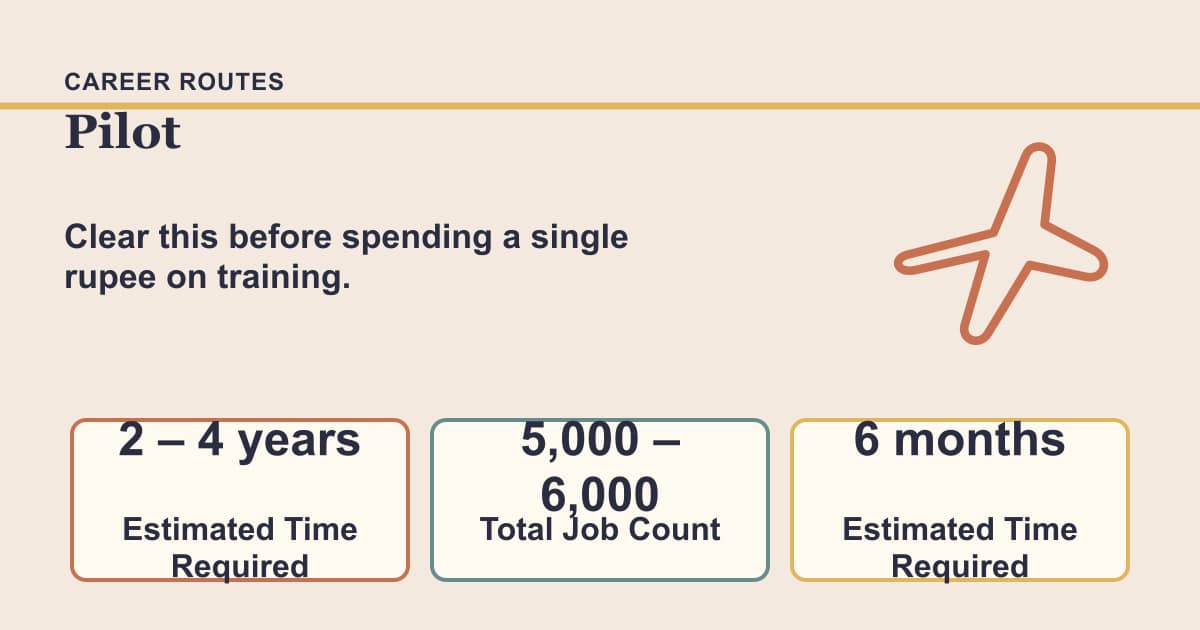 CAREER ROUTES
Pilot
Clear this before spending a single
rupee on training.
2 – 4 years
Estimated Time
Required
5,000 –
6,000
Total Job Count
6 months
Estimated Time
Required